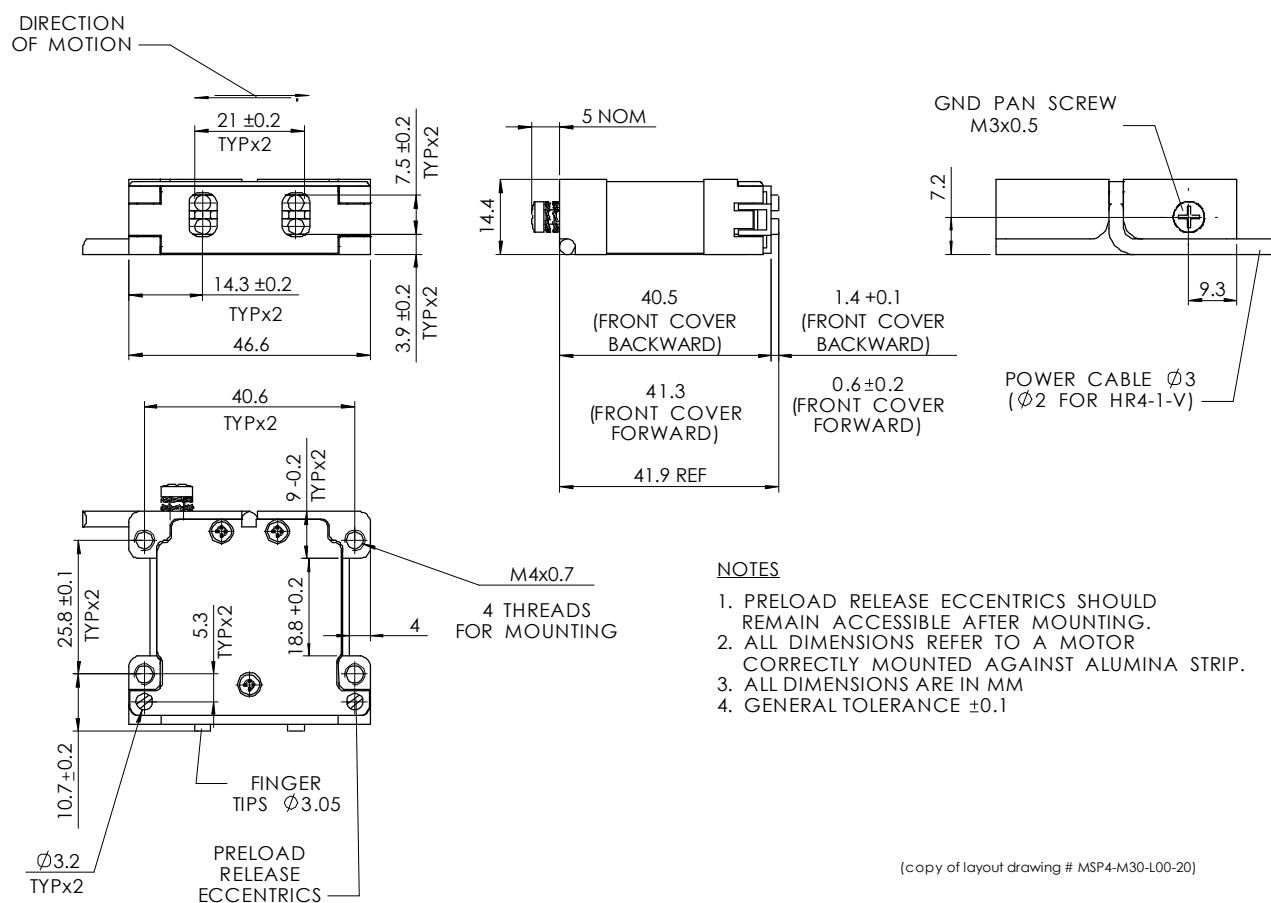 DIRECTION
OF MOTION
21 ±0.2
TYPx2
7.5 ±0.2
TYPx2
14.3 ±0.2
TYPx2
3.9 ±0.2
TYPx2
46.6
5 NOM
14.4
40.5
(FRONT COVER
BACKWARD)
1.4 +0.1
(FRONT COVER
BACKWARD)
41.3
(FRONT COVER
FORWARD)
0.6±0.2
(FRONT COVER
FORWARD)
41.9 REF
GND PAN SCREW
M3x0.5
7.2
9.3
POWER CABLE Ø3
(Ø2 FOR HR4-1-V)
40.6
TYPx2
9 -0.2
TYPx2
25.8 ±0.1
TYPx2
5.3
TYPx2
18.8 +0.2
4
M4x0.7
4 THREADS
FOR MOUNTING
10.7±0.2
FINGER
TIPS Ø3.05
Ø3.2
TYPx2
PRELOAD
RELEASE
ECCENTRICS
NOTES
1. PRELOAD RELEASE ECCENTRICS SHOULD
REMAIN ACCESSIBLE AFTER MOUNTING.
2. ALL DIMENSIONS REFER TO A MOTOR
CORRECTLY MOUNTED AGAINST ALUMINA STRIP.
3. ALL DIMENSIONS ARE IN MM
4. GENERAL TOLERANCE ±0.1
(copy of layout drawing # MSP4-M30-L00-20)